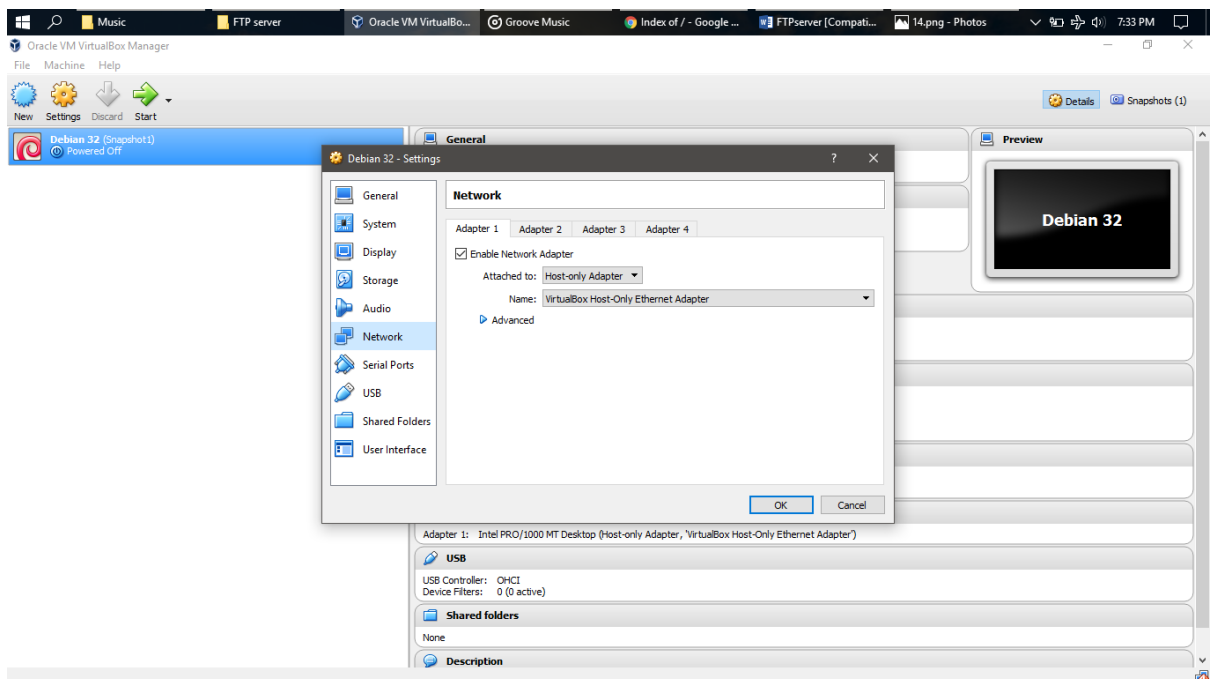 Music
FTP server
Oracle VM VirtualBo...
Groove Music
Index of / - Google ...
FTPserver [Compati...
14.png - Photos
7:33 PM
Oracle VM VirtualBox Manager
File Machine Help
New Settings Discard Start
Details Snapshots (1)
Debian 32 (Snapshot1)
Powered Off
General
Preview
Debian 32
Debian 32 - Settings
General
System
Display
Storage
Audio
Network
Serial Ports
USB
Shared Folders
User Interface
Network
Adapter 1 Adapter 2 Adapter 3 Adapter 4
Enable Network Adapter
Attached to: Host-only Adapter
Name: VirtualBox Host-Only Ethernet Adapter
Advanced
OK Cancel
Adapter 1: Intel PRO/1000 MT Desktop (Host-only Adapter, 'VirtualBox Host-Only Ethernet Adapter')
USB
USB Controller: OHCI
Device Filters: 0 (0 active)
Shared folders
None
Description